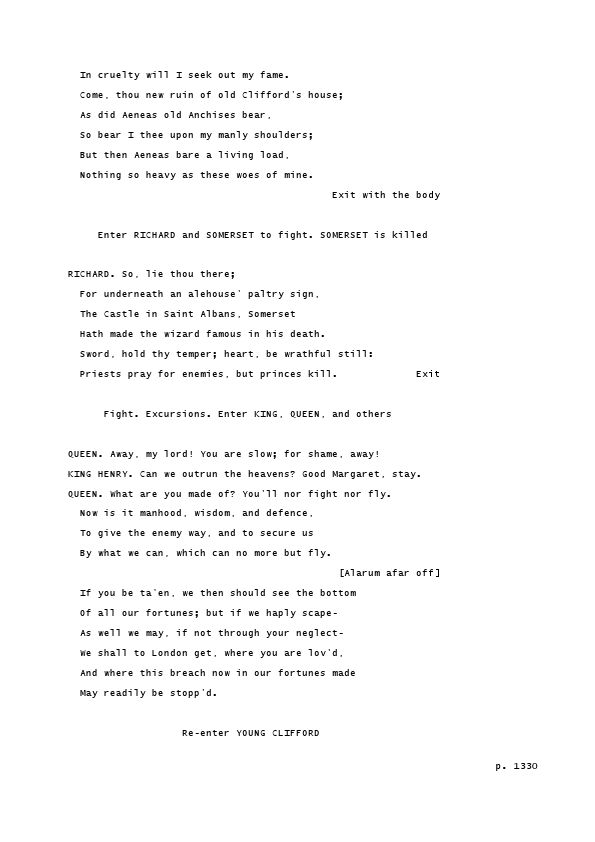 In cruelty will I seek out my fame.
Come, thou new ruin of old Clifford's house;
As did Aeneas old Anchises bear,
So bear I thee upon my manly shoulders;
But then Aeneas bare a living load,
Nothing so heavy as these woes of mine.
Exit with the body
Enter RICHARD and SOMERSET to fight. SOMERSET is killed
RICHARD. So, lie thou there;
For underneath an alehouse' paltry sign,
The Castle in Saint Albans, Somerset
Hath made the wizard famous in his death.
Sword, hold thy temper; heart, be wrathful still:
Priests pray for enemies, but princes kill. Exit
Fight. Excursions. Enter KING, QUEEN, and others
QUEEN. Away, my lord! You are slow; for shame, away!
KING HENRY. Can we outrun the heavens? Good Margaret, stay.
QUEEN. What are you made of? You'll nor fight nor fly.
Now is it manhood, wisdom, and defence,
To give the enemy way, and to secure us
By what we can, which can no more but fly.
[Alarum afar off]
If you be ta'en, we then should see the bottom
Of all our fortunes; but if we haply scape-
As well we may, if not through your neglect-
We shall to London get, where you are lov'd,
And where this breach now in our fortunes made
May readily be stopp'd.
Re-enter YOUNG CLIFFORD
p. 1330